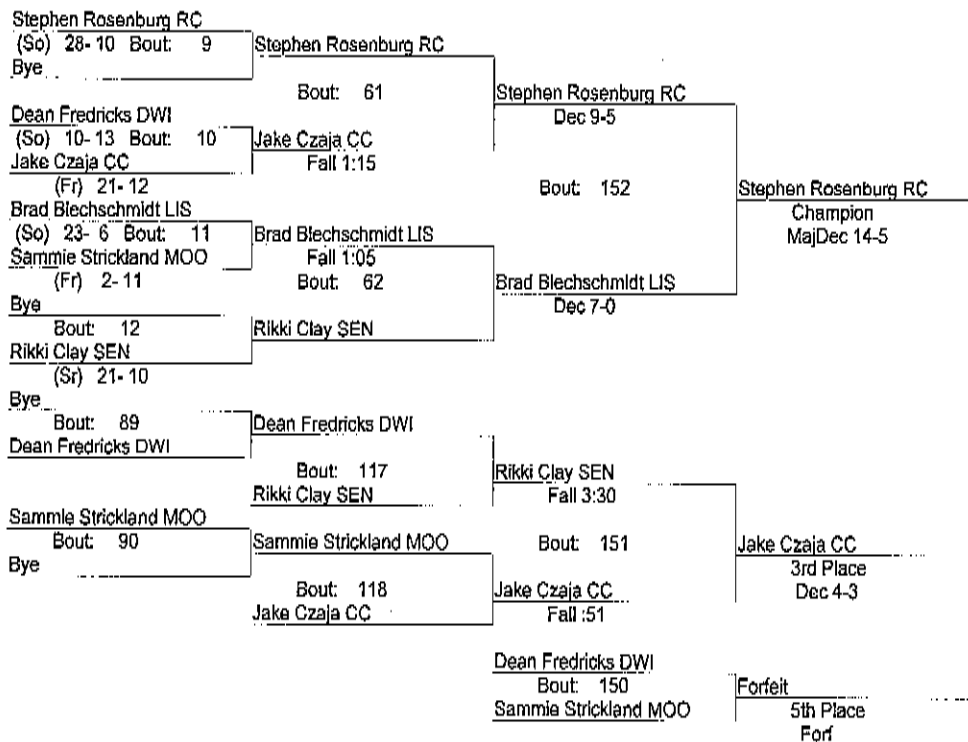 Stephen Rosenburg RC
(So) 28- 10 Bout: 9
Bye
Stephen Rosenburg RC
Bout: 61
Dean Fredricks DWI
(So) 10- 13 Bout: 10
Jake Czaja CC
(Fr) 21- 12
Jake Czaja CC
Fall 1:15
Stephen Rosenburg RC
Dec 9-5
Bout: 152
Brad Blechschmidt LIS
(So) 23- 6 Bout: 11
Sammie Strickland MOO
(Fr) 2- 11
Brad Blechschmidt LIS
Fall 1:05
Bout: 62
Bye
Bout: 12
Rikki Clay SEN
(Sr) 21- 10
Rikki Clay SEN
Brad Blechschmidt LIS
Dec 7-0
Stephen Rosenburg RC
Champion
MajDec 14-5
Bye
Bout: 89
Dean Fredricks DWI
Dean Fredricks DWI
Bout: 117
Rikki Clay SEN
Rikki Clay SEN
Fall 3:30
Bout: 151
Sammie Strickland MOO
Bout: 90
Bye
Sammie Strickland MOO
Bout: 118
Jake Czaja CC
Jake Czaja CC
Fall :51
Jake Czaja CC
3rd Place
Dec 4-3
Dean Fredricks DWI
Bout: 150
Sammie Strickland MOO
Forfeit
5th Place
Forf